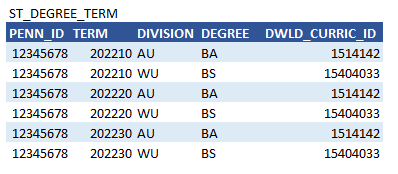 ST_DEGREE_TERM
PENN_ID TERM DIVISION DEGREE DWLD_CURRIC_ID
12345678 202210 AU BA 1514142
12345678 202210 WU BS 15404033
12345678 202220 AU BA 1514142
12345678 202220 WU BS 15404033
12345678 202230 AU BA 1514142
12345678 202230 WU BS 15404033